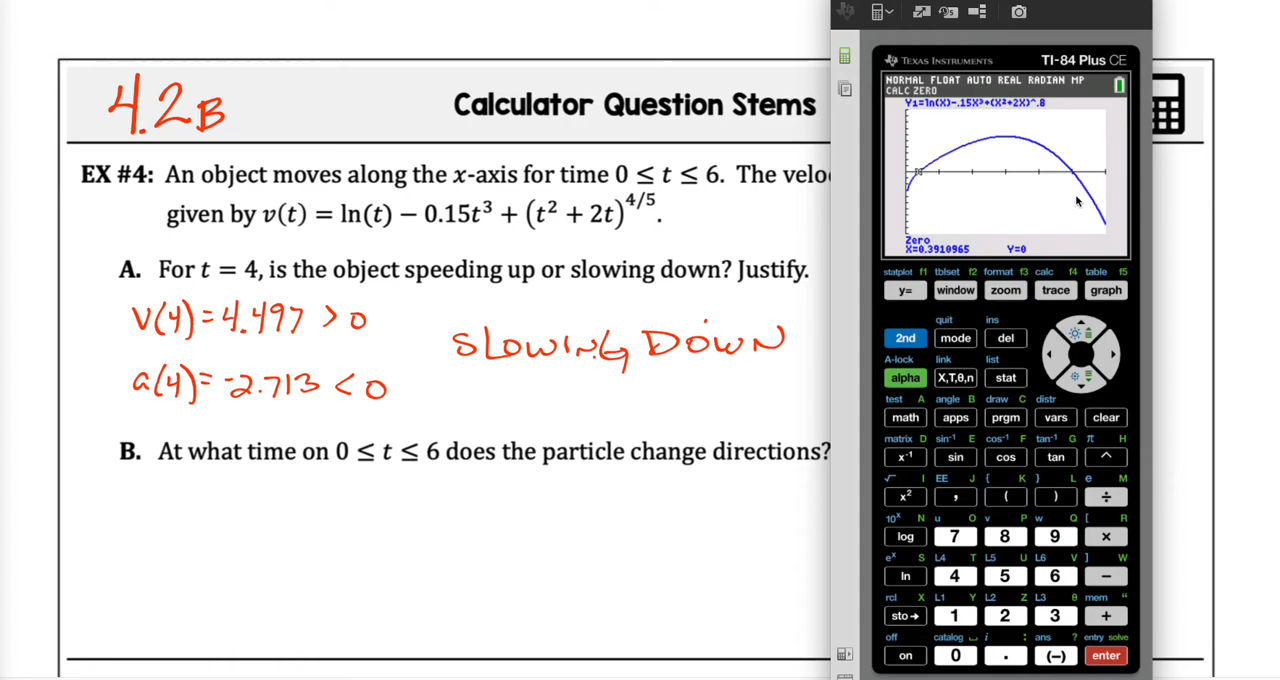 4.2B
Calculator Question Stems
EX #4: An object moves along the x-axis for time 0 ≤ t ≤ 6. The velo
given by v(t) = ln(t) − 0.15t³ + (t² + 2t)^4/5.
A. For t = 4, is the object speeding up or slowing down? Justify.
v(4) = 4.497 > 0
SLOWING DOWN
a(4) = -2.713 < 0
B. At what time on 0 ≤ t ≤ 6 does the particle change directions?
TEXAS INSTRUMENTS TI-84 Plus CE
NORMAL FLOAT AUTO REAL RADIAN MP
CALC ZERO
Y1=ln(X)-.15X³+(X²+2X)^.8
Zero
X=0.3910965 Y=0
statplot f1 tblset f2 format f3 calc f4 table f5
y= window zoom trace graph
quit ins
2nd mode del
A-lock link list
alpha X,T,θ,n stat
test A angle B draw C distr
math apps prgm vars clear
matrix D sin⁻¹ E cos⁻¹ F tan⁻¹ G π H
x⁻¹ sin cos tan ^
√ I EE J { K } L e M
x² , ( ) ÷
10ˣ N u O v P w Q [ R
log 7 8 9 ×
eˣ S L4 T L5 U L6 V ] W
ln 4 5 6 −
rcl X L1 Y L2 Z L3 θ mem "
sto→ 1 2 3 +
off catalog ⎵ i : ans ? entry solve
on 0 . (−) enter